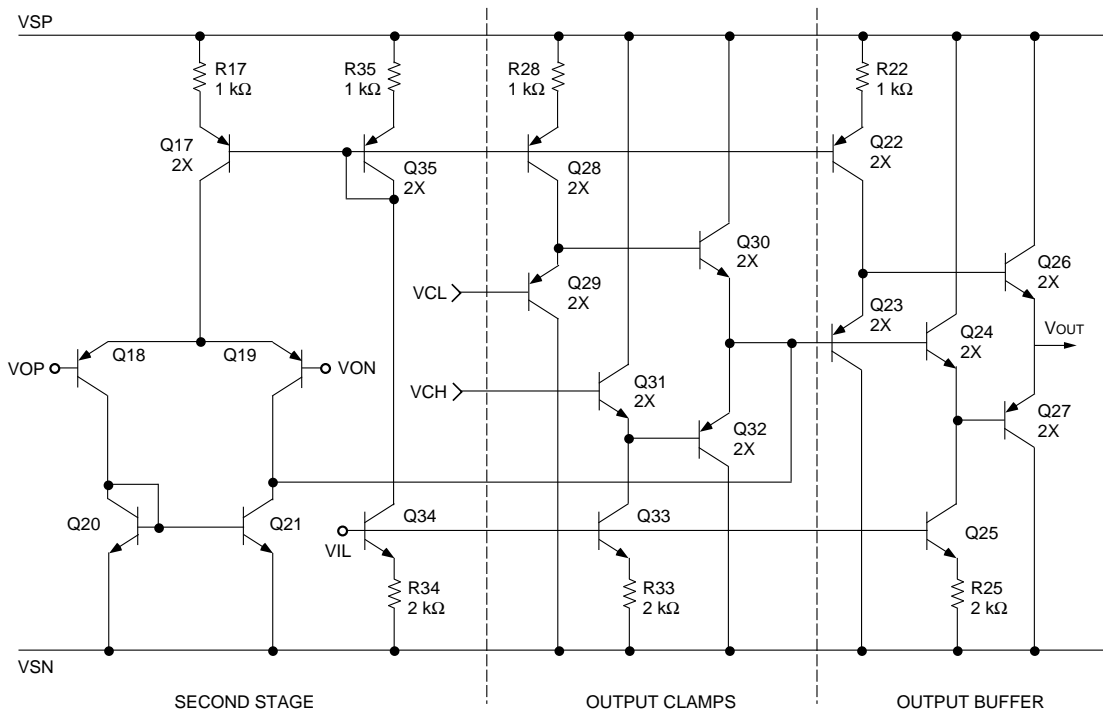 VSP
R17
1 kΩ
R35
1 kΩ
R28
1 kΩ
R22
1 kΩ
Q17
2X
Q35
2X
Q28
2X
Q22
2X
Q30
2X
Q26
2X
VCL
Q29
2X
Q23
2X
Q24
2X
VOUT
VOP
Q18
Q19
VON
VCH
Q31
2X
Q32
2X
Q27
2X
Q20
Q21
Q34
Q33
Q25
VIL
R34
2 kΩ
R33
2 kΩ
R25
2 kΩ
VSN
SECOND STAGE
OUTPUT CLAMPS
OUTPUT BUFFER